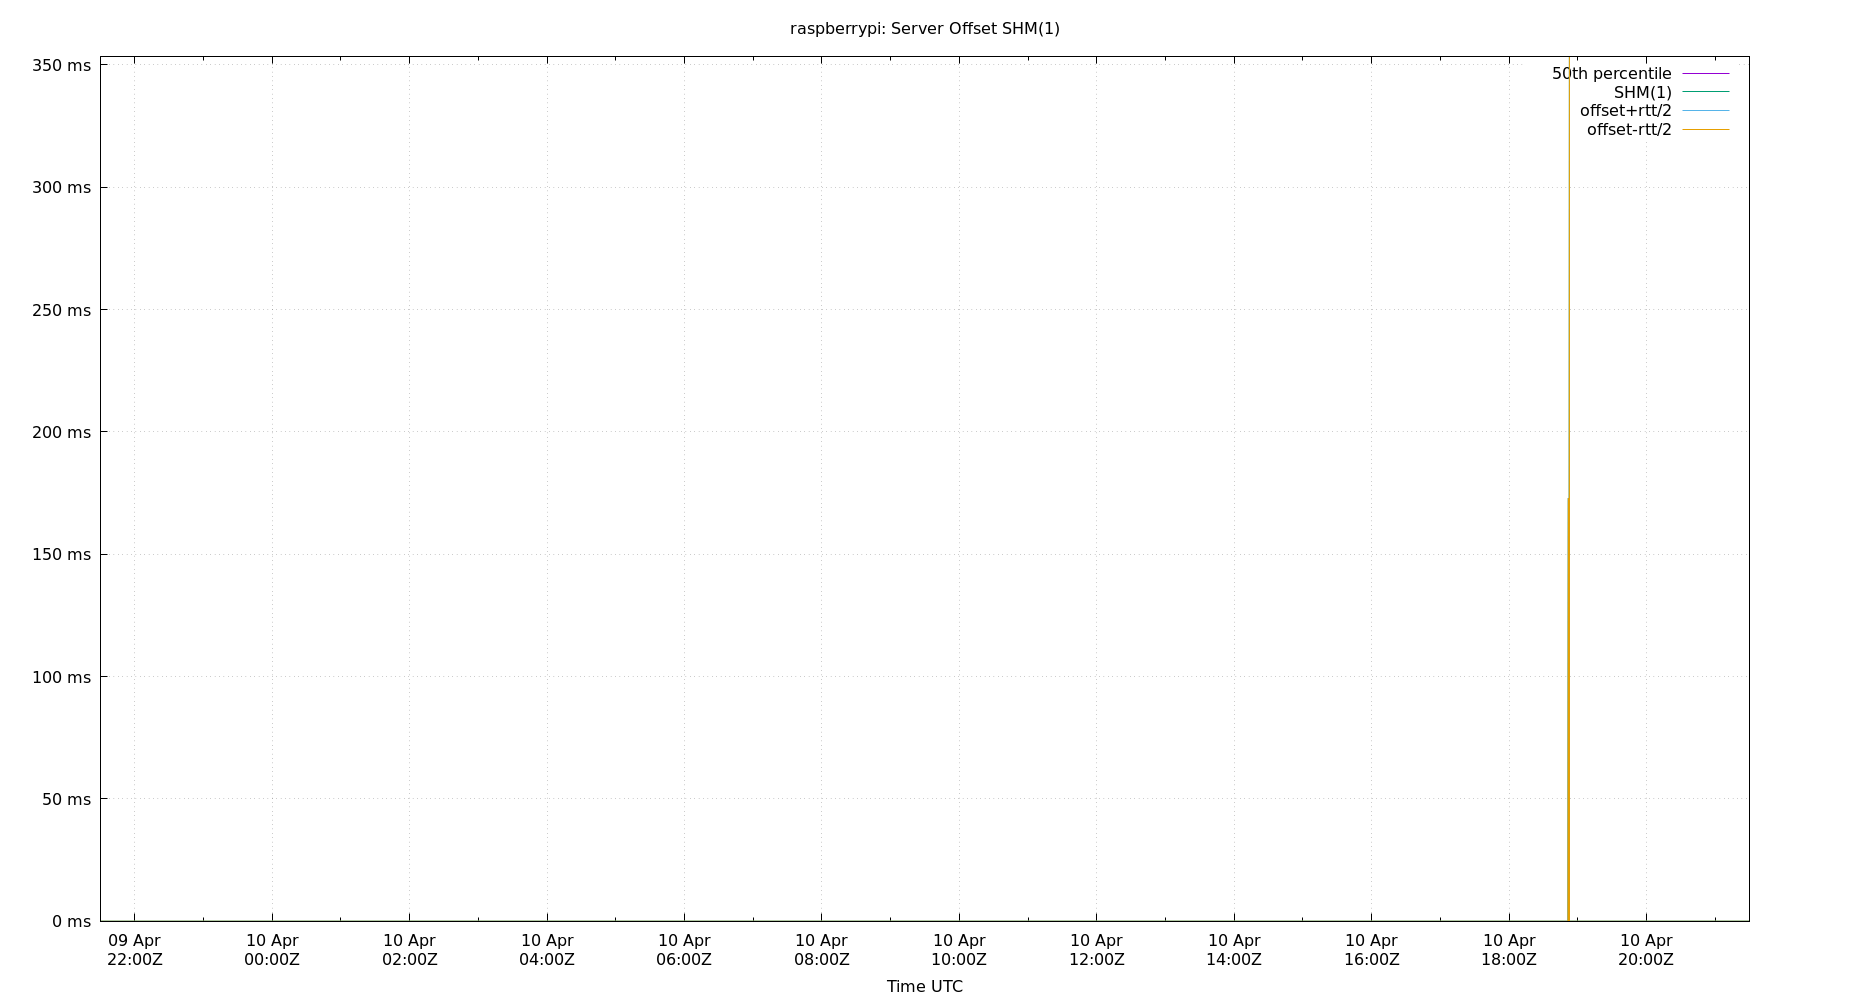 raspberrypi: Server Offset SHM(1)
350 ms
50th percentile
SHM(1)
offset+rtt/2
offset-rtt/2
300 ms
250 ms
200 ms
150 ms
100 ms
50 ms
0 ms
09 Apr 10 Apr 10 Apr 10 Apr 10 Apr 10 Apr 10 Apr 10 Apr 10 Apr 10 Apr 10 Apr 10 Apr
22:00Z 00:00Z 02:00Z 04:00Z 06:00Z 08:00Z 10:00Z 12:00Z 14:00Z 16:00Z 18:00Z 20:00Z
Time UTC